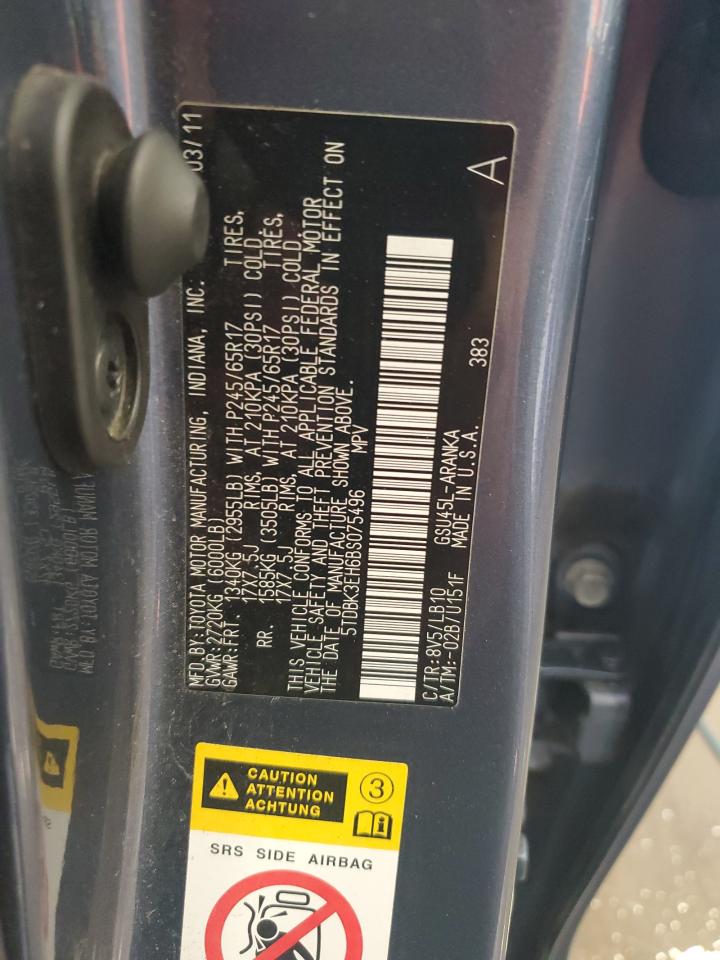 MFD.BY:TOYOTA MOTOR MANUFACTURING, INDIANA, INC. 03/11
GVWR:2720KG (6000LB)
GAWR:FRT. 1340KG (2955LB) WITH P245/65R17 TIRES,
17X7.5J RIMS, AT 210KPA (30PSI) COLD
RR. 1585KG (3505LB) WITH P245/65R17 TIRES,
17X7.5J RIMS, AT 210KPA (30PSI) COLD.
THIS VEHICLE CONFORMS TO ALL APPLICABLE FEDERAL MOTOR
VEHICLE SAFETY AND THEFT PREVENTION STANDARDS IN EFFECT ON
THE DATE OF MANUFACTURE SHOWN ABOVE.
5TDBK3EH6BS075496 MPV
A
C/TR:8V5/LB10 GSU45L-ARANKA 383
A/TM:-02B/U151F MADE IN U.S.A.
CAUTION
ATTENTION
ACHTUNG
3
SRS SIDE AIRBAG